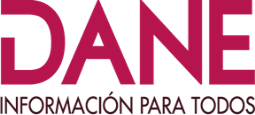 DANE
INFORMACIÓN PARA TODOS